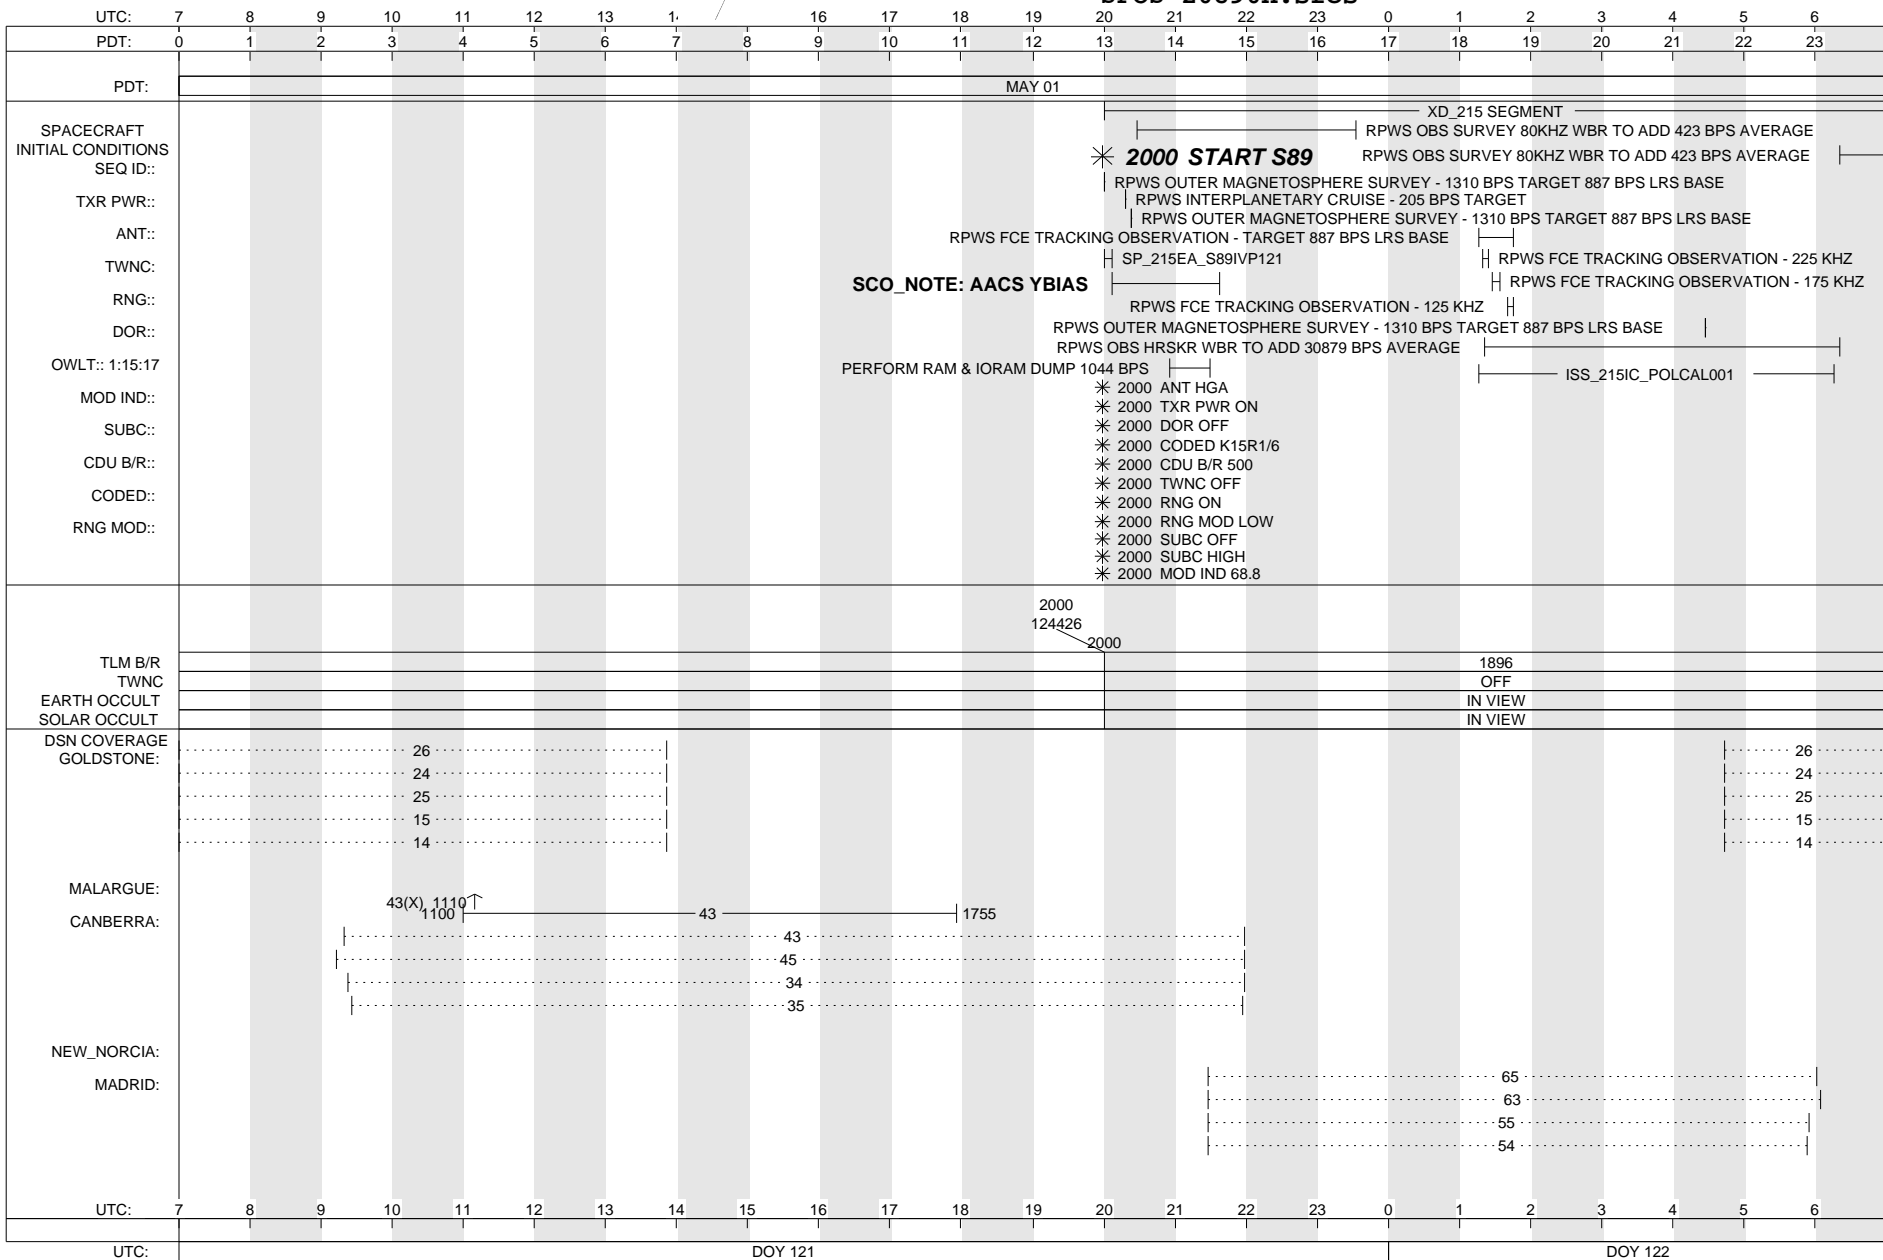 UTC: 7 8 9 10 11 12 13 16 17 18 19 20 21 22 23 0 1 2 3 4 5 6
PDT: 0 1 2 3 4 5 6 7 8 9 10 11 12 13 14 15 16 17 18 19 20 21 22 23
PDT: MAY 01
XD_215 SEGMENT
SPACECRAFT
RPWS OBS SURVEY 80KHZ WBR TO ADD 423 BPS AVERAGE
INITIAL CONDITIONS
2000 START S89
RPWS OBS SURVEY 80KHZ WBR TO ADD 423 BPS AVERAGE
SEQ ID::
RPWS OUTER MAGNETOSPHERE SURVEY - 1310 BPS TARGET 887 BPS LRS BASE
TXR PWR::
RPWS INTERPLANETARY CRUISE - 205 BPS TARGET
RPWS OUTER MAGNETOSPHERE SURVEY - 1310 BPS TARGET 887 BPS LRS BASE
ANT::
RPWS FCE TRACKING OBSERVATION - TARGET 887 BPS LRS BASE
TWNC:
SP_215EA_S89IVP121
RPWS FCE TRACKING OBSERVATION - 225 KHZ
SCO_NOTE: AACS YBIAS
RPWS FCE TRACKING OBSERVATION - 175 KHZ
RNG::
RPWS FCE TRACKING OBSERVATION - 125 KHZ
DOR::
RPWS OUTER MAGNETOSPHERE SURVEY - 1310 BPS TARGET 887 BPS LRS BASE
RPWS OBS HRSKR WBR TO ADD 30879 BPS AVERAGE
OWLT:: 1:15:17
PERFORM RAM & IORAM DUMP 1044 BPS
ISS_215IC_POLCAL001
2000 ANT HGA
MOD IND::
2000 TXR PWR ON
2000 DOR OFF
SUBC::
2000 CODED K15R1/6
CDU B/R::
2000 CDU B/R 500
2000 TWNC OFF
CODED::
2000 RNG ON
2000 RNG MOD LOW
RNG MOD::
2000 SUBC OFF
2000 SUBC HIGH
2000 MOD IND 68.8
2000
124426
2000
TLM B/R 1896
TWNC OFF
EARTH OCCULT IN VIEW
SOLAR OCCULT IN VIEW
DSN COVERAGE
GOLDSTONE:
26 26
24 24
25 25
15 15
14 14
MALARGUE:
43(X) 1110
CANBERRA:
1100 43 1755
43
45
34
35
NEW_NORCIA:
MADRID:
65
63
55
54
UTC: 7 8 9 10 11 12 13 14 15 16 17 18 19 20 21 22 23 0 1 2 3 4 5 6
UTC: DOY 121 DOY 122